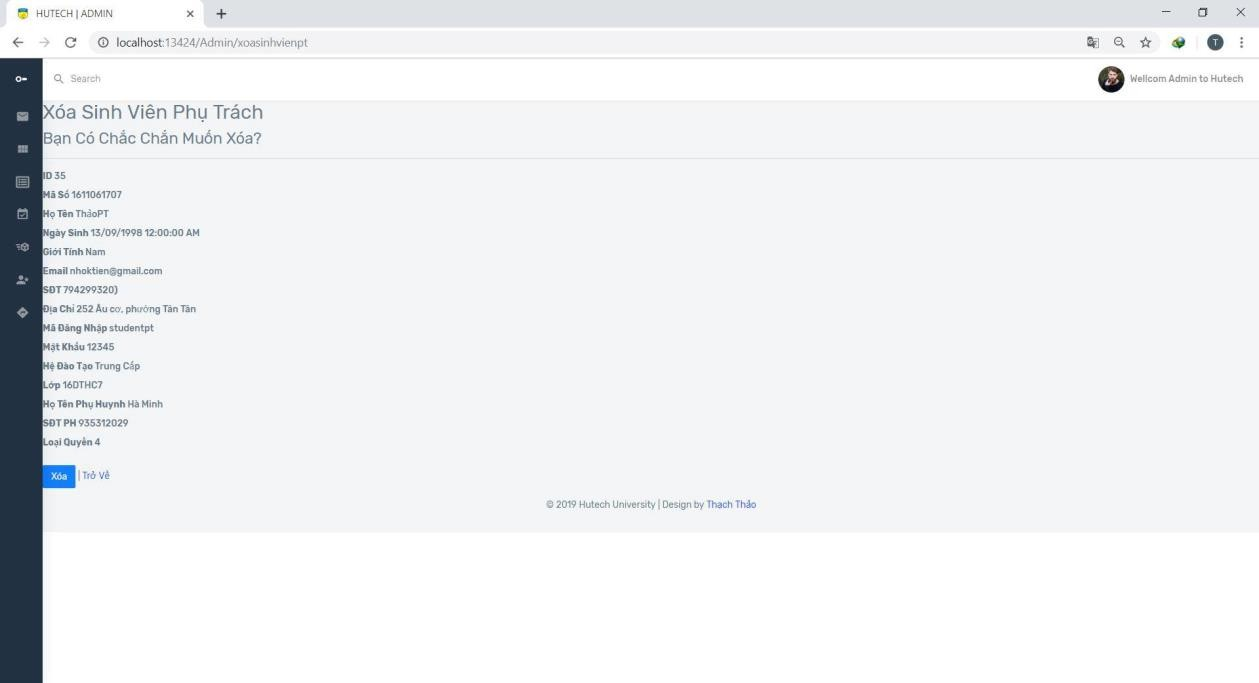 HUTECH | ADMIN
localhost:13424/Admin/xoasinhvienpt
T
Search
Wellcom Admin to Hutech
Xóa Sinh Viên Phụ Trách
Bạn Có Chắc Chắn Muốn Xóa?
ID 35
Mã Số 1611061707
Họ Tên ThảoPT
Ngày Sinh 13/09/1998 12:00:00 AM
Giới Tính Nam
Email nhoktien@gmail.com
SĐT 794299320)
Địa Chỉ 252 Âu cơ, phường Tân Tân
Mã Đăng Nhập studentpt
Mật Khẩu 12345
Hệ Đào Tạo Trung Cấp
Lớp 16DTHC7
Họ Tên Phụ Huynh Hà Minh
SĐT PH 935312029
Loại Quyền 4
Xóa | Trở Về
© 2019 Hutech University | Design by Thạch Thảo